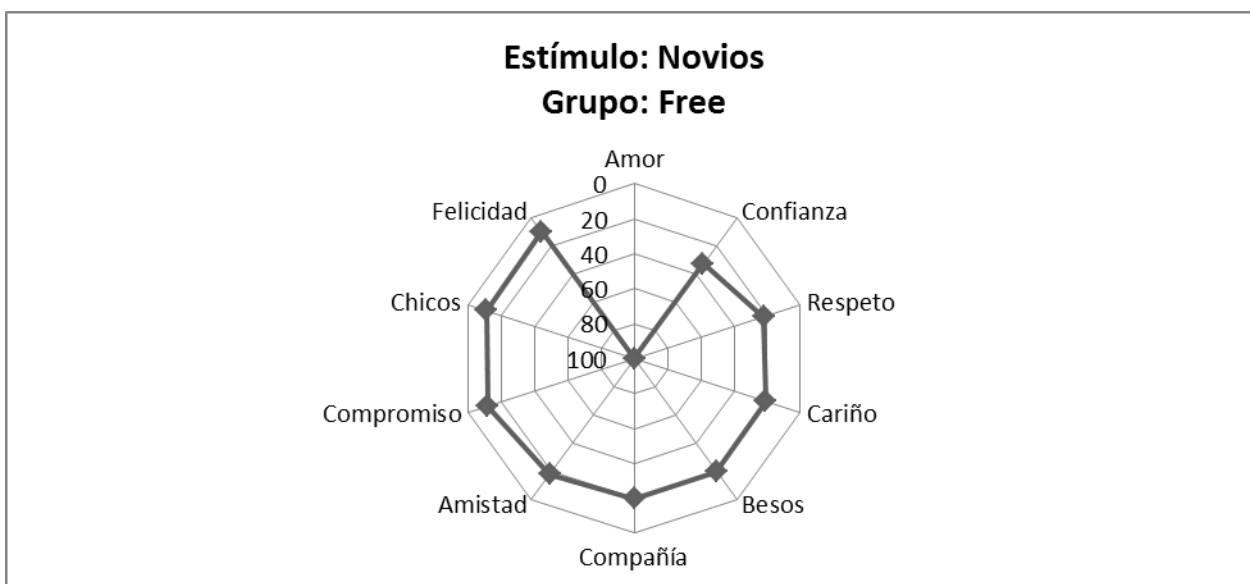 Estímulo: Novios
Grupo: Free
Amor
Confianza
Respeto
Cariño
Besos
Compañía
Amistad
Compromiso
Chicos
Felicidad
0
20
40
60
80
100